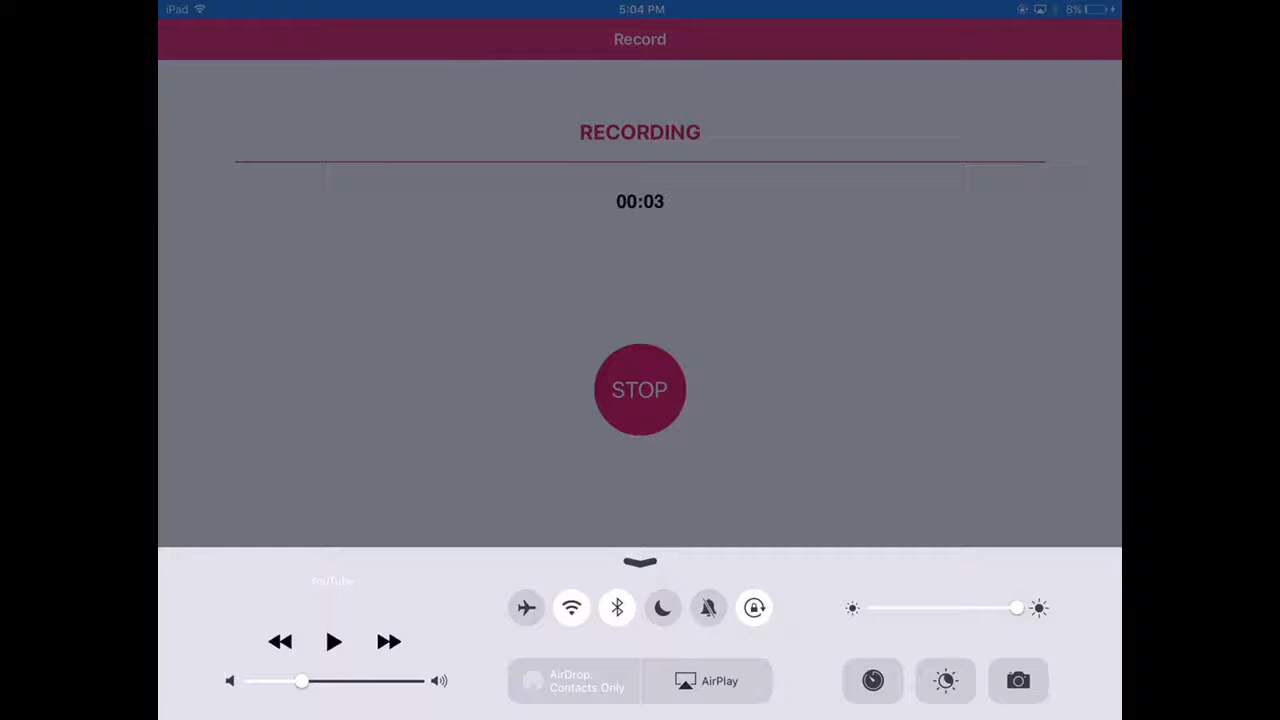 iPad 5:04 PM 8%
Record
RECORDING
00:03
STOP
YouTube
AirDrop:
Contacts Only
AirPlay